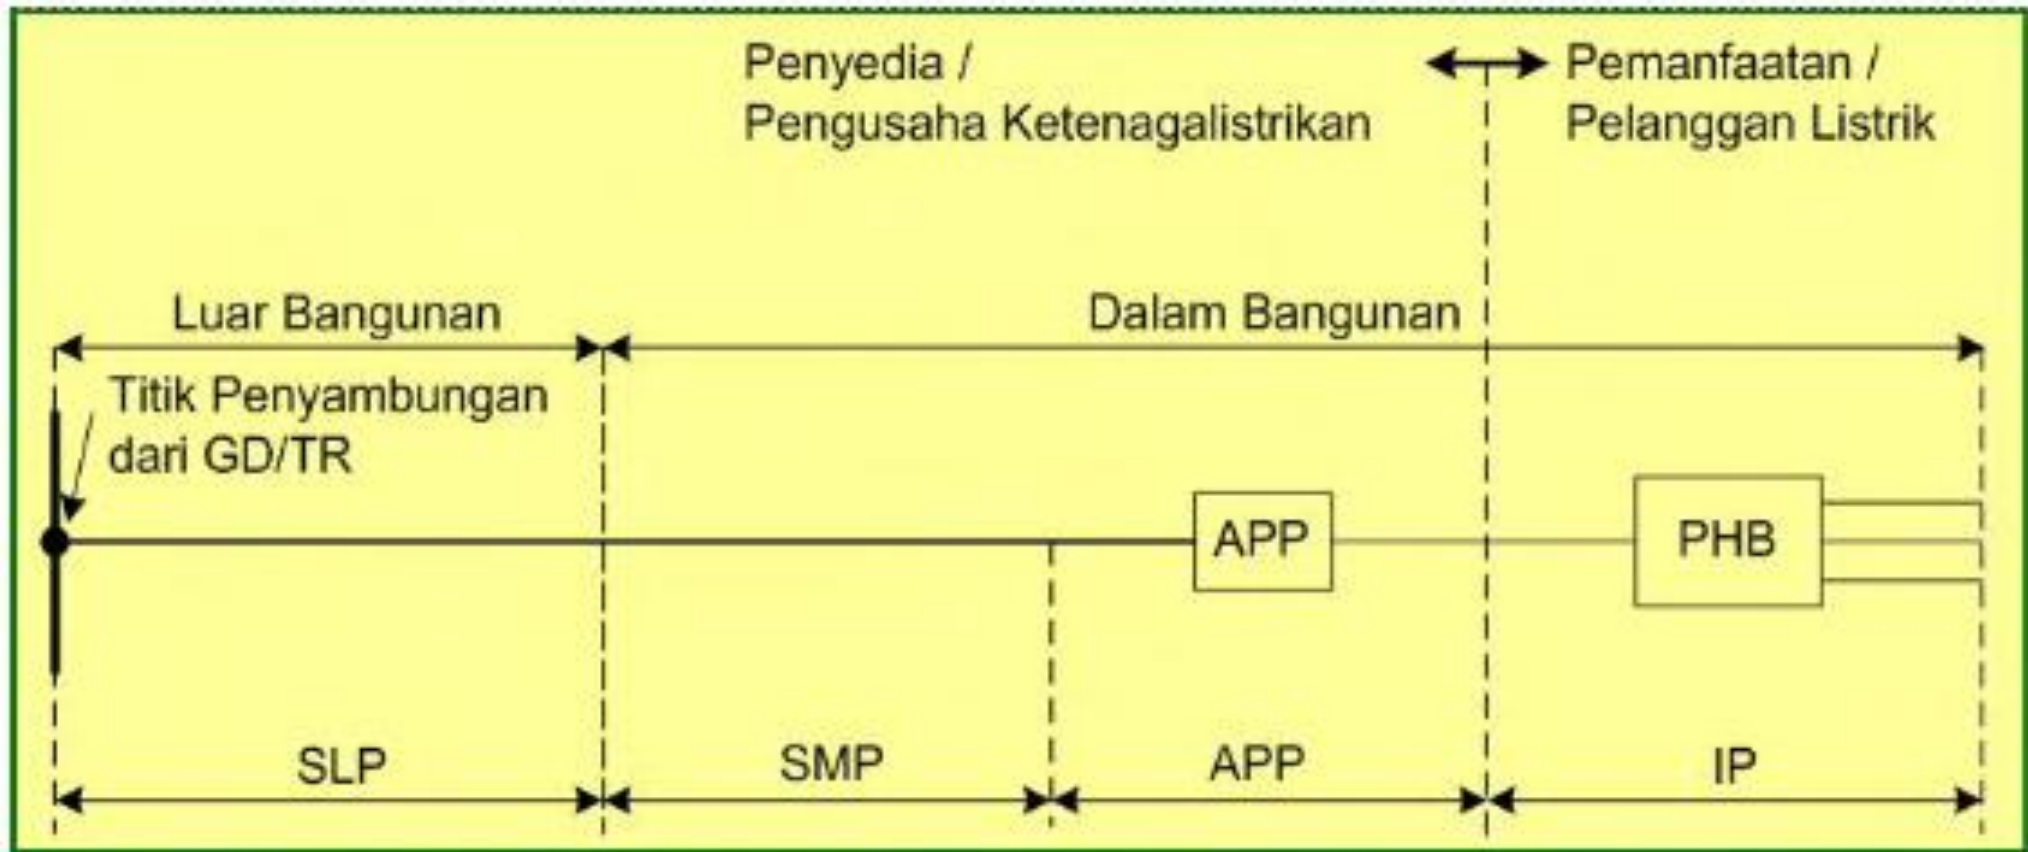 Penyedia /
Pengusaha Ketenagalistrikan
Pemanfaatan /
Pelanggan Listrik
Luar Bangunan
Dalam Bangunan
Titik Penyambungan
dari GD/TR
APP
PHB
SLP
SMP
APP
IP